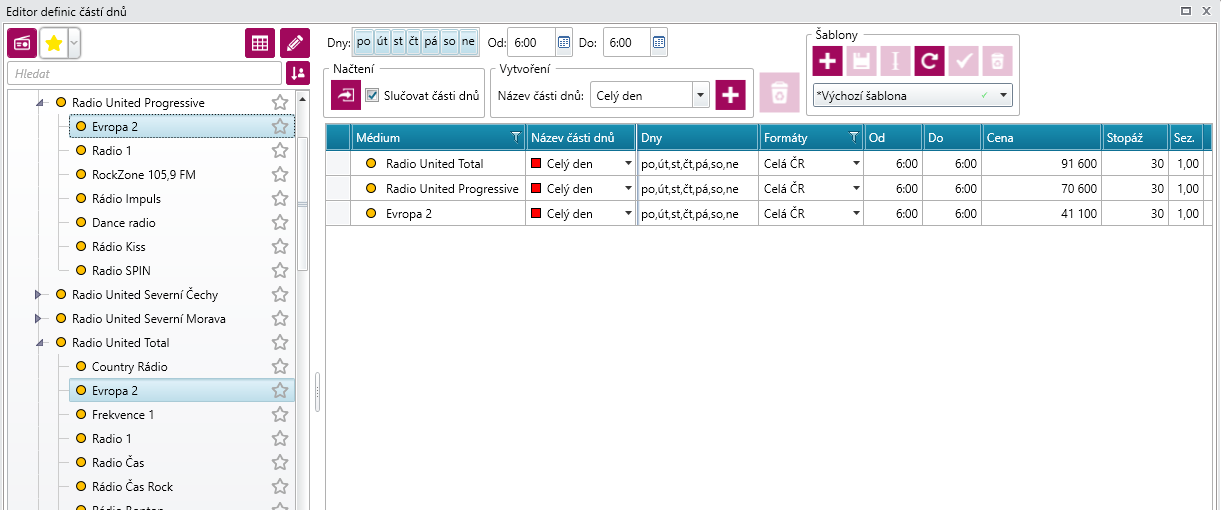 Editor definic částí dnů
Hledat
Radio United Progressive
Evropa 2
Radio 1
RockZone 105,9 FM
Rádio Impuls
Dance radio
Rádio Kiss
Radio SPIN
Radio United Severní Čechy
Radio United Severní Morava
Radio United Total
Country Rádio
Evropa 2
Frekvence 1
Radio 1
Radio Čas
Rádio Čas Rock
Dny: po út st čt pá so ne Od: 6:00 Do: 6:00
Načtení
Slučovat části dnů
Vytvoření
Název části dnů: Celý den
Šablony
*Výchozí šablona
Médium Název části dnů Dny Formáty Od Do Cena Stopáž Sez.
Radio United Total Celý den po,út,st,čt,pá,so,ne Celá ČR 6:00 6:00 91 600 30 1,00
Radio United Progressive Celý den po,út,st,čt,pá,so,ne Celá ČR 6:00 6:00 70 600 30 1,00
Evropa 2 Celý den po,út,st,čt,pá,so,ne Celá ČR 6:00 6:00 41 100 30 1,00